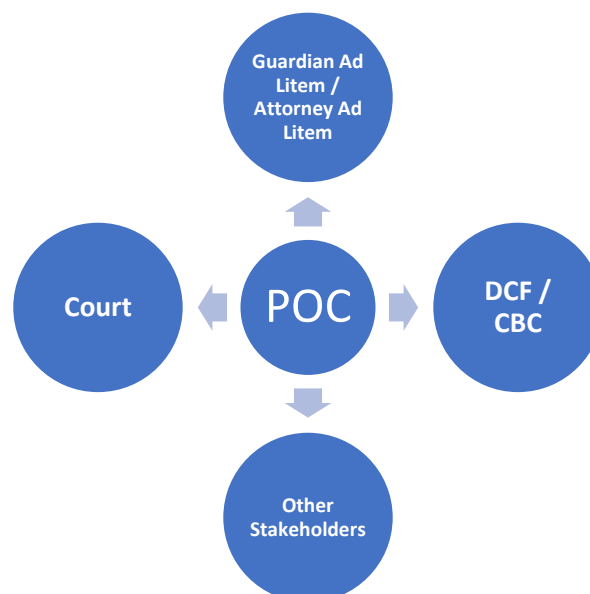 Guardian Ad
Litem /
Attorney Ad
Litem
Court
POC
DCF /
CBC
Other
Stakeholders